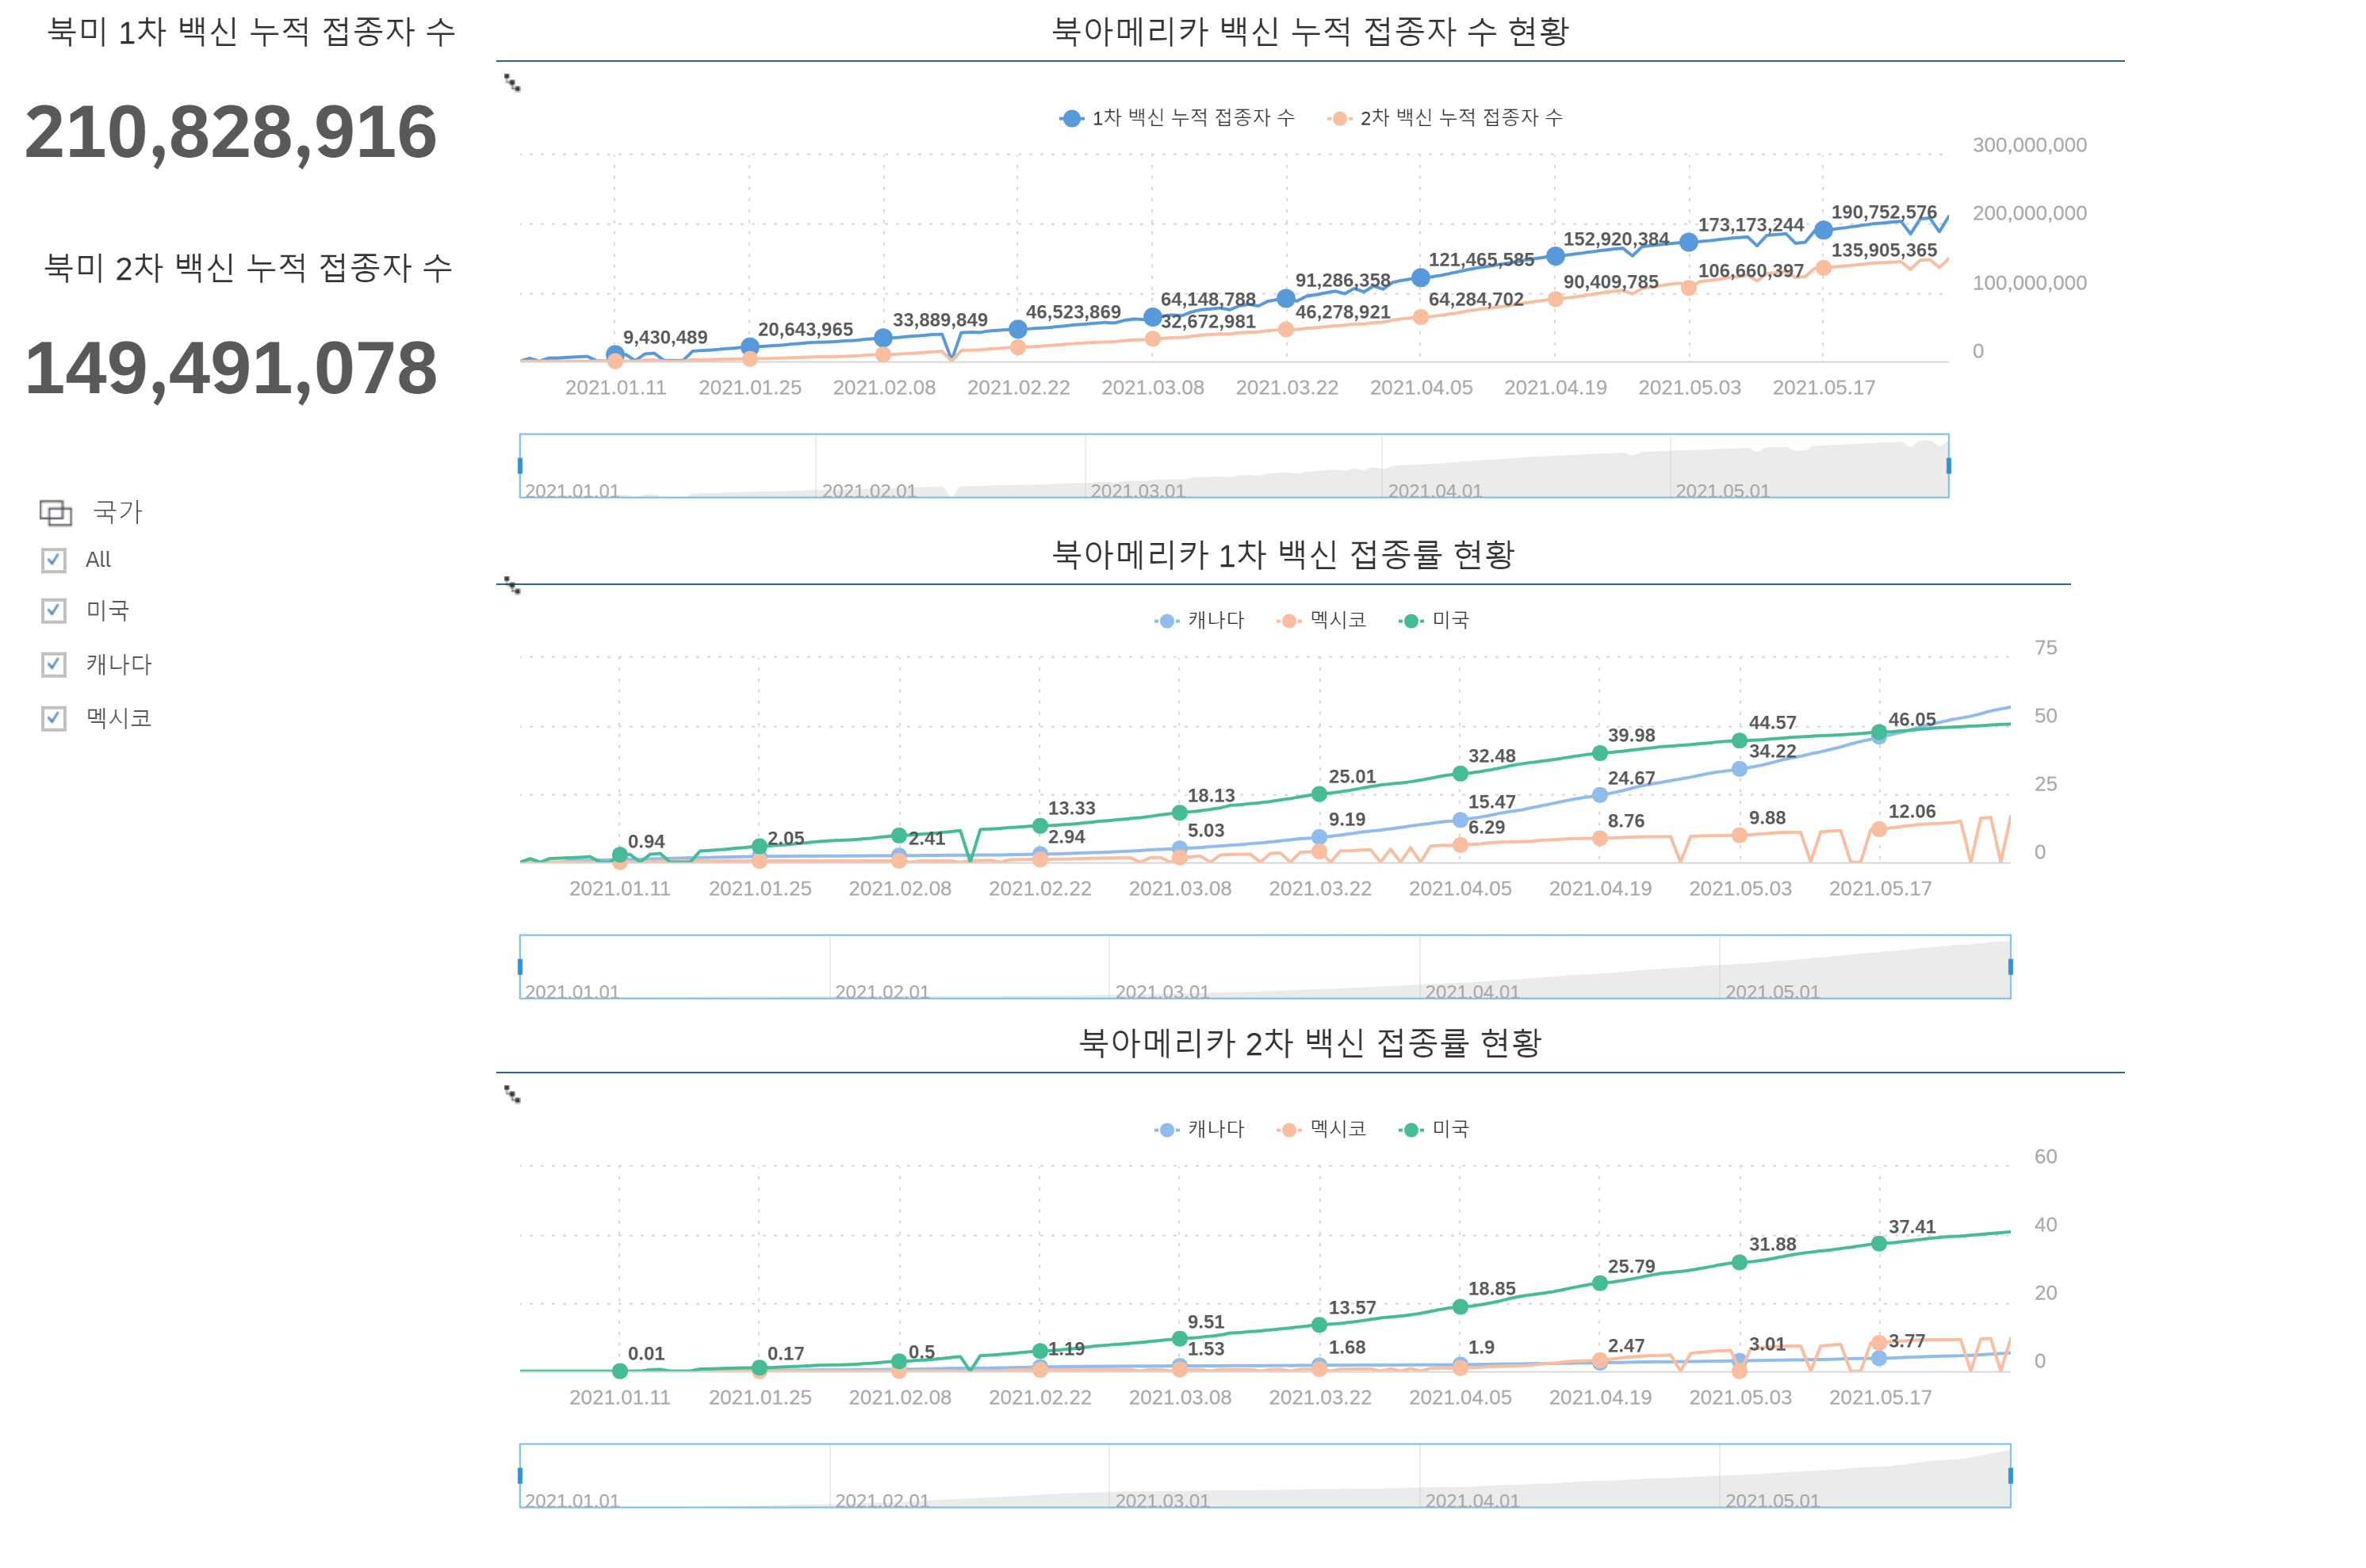 북미 1차 백신 누적 접종자 수
210,828,916
북미 2차 백신 누적 접종자 수
149,491,078
국가
All
미국
캐나다
멕시코
북아메리카 백신 누적 접종자 수 현황
1차 백신 누적 접종자 수 2차 백신 누적 접종자 수
300,000,000
200,000,000
100,000,000
0
9,430,489 20,643,965 33,889,849 46,523,869 64,148,788 91,286,358 121,465,585 152,920,384 173,173,244 190,752,576
32,672,981 46,278,921 64,284,702 90,409,785 106,660,397 135,905,365
2021.01.11 2021.01.25 2021.02.08 2021.02.22 2021.03.08 2021.03.22 2021.04.05 2021.04.19 2021.05.03 2021.05.17
2021.01.01 2021.02.01 2021.03.01 2021.04.01 2021.05.01
북아메리카 1차 백신 접종률 현황
캐나다 멕시코 미국
75
50
25
0
0.94 2.05 2.41 13.33 18.13 25.01 32.48 39.98 44.57 46.05
2.94 5.03 9.19 15.47 24.67 34.22
6.29 8.76 9.88 12.06
2021.01.11 2021.01.25 2021.02.08 2021.02.22 2021.03.08 2021.03.22 2021.04.05 2021.04.19 2021.05.03 2021.05.17
2021.01.01 2021.02.01 2021.03.01 2021.04.01 2021.05.01
북아메리카 2차 백신 접종률 현황
캐나다 멕시코 미국
60
40
20
0
0.01 0.17 0.5 1.19 9.51 13.57 18.85 25.79 31.88 37.41
1.53 1.68 1.9 2.47 3.01 3.77
2021.01.11 2021.01.25 2021.02.08 2021.02.22 2021.03.08 2021.03.22 2021.04.05 2021.04.19 2021.05.03 2021.05.17
2021.01.01 2021.02.01 2021.03.01 2021.04.01 2021.05.01